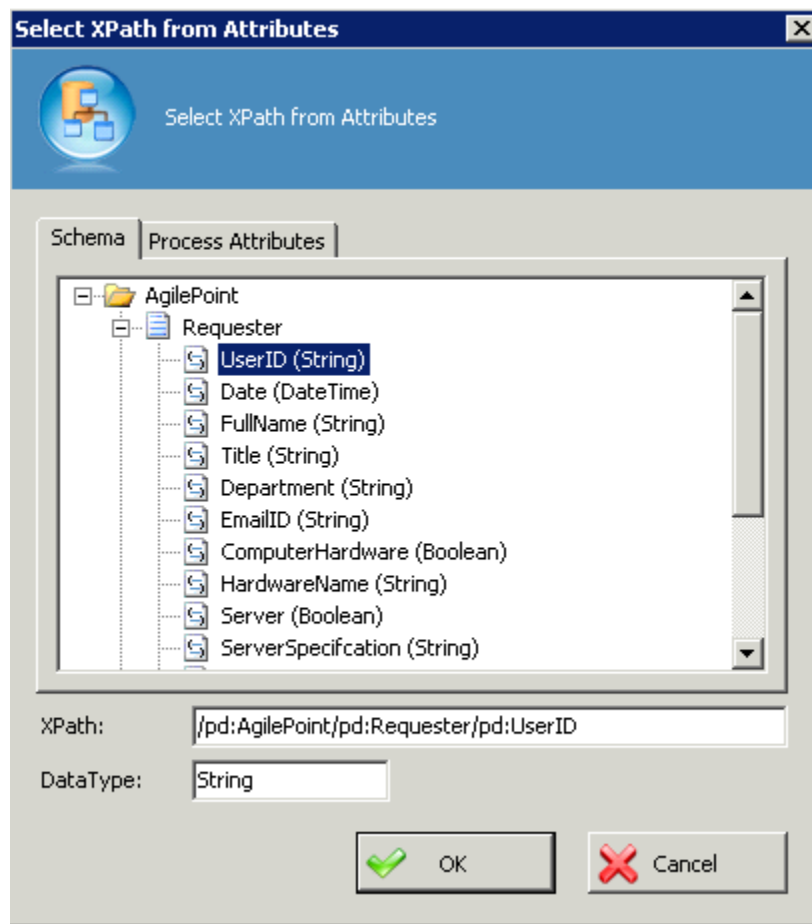 Select XPath from Attributes
Select XPath from Attributes
Schema
Process Attributes
AgilePoint
Requester
UserID (String)
Date (DateTime)
FullName (String)
Title (String)
Department (String)
EmailID (String)
ComputerHardware (Boolean)
HardwareName (String)
Server (Boolean)
ServerSpecifcation (String)
XPath: /pd:AgilePoint/pd:Requester/pd:UserID
DataType: String
OK
Cancel